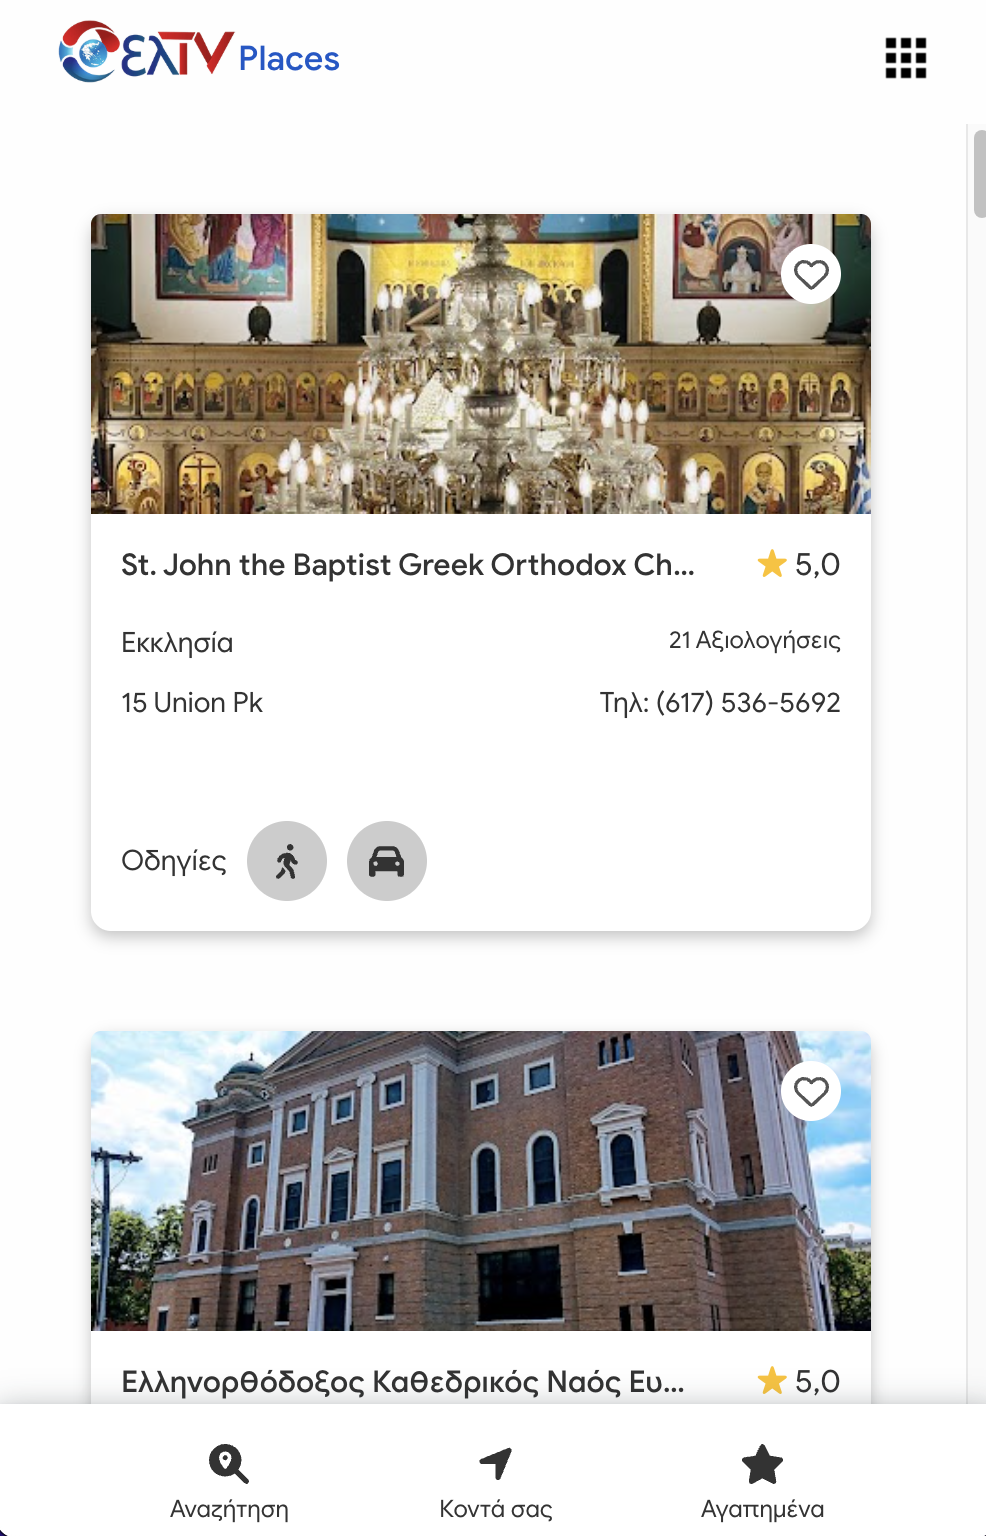 ελTV Places
St. John the Baptist Greek Orthodox Ch...
5,0
Εκκλησία
21 Αξιολογήσεις
15 Union Pk
Τηλ: (617) 536-5692
Οδηγίες
Ελληνορθόδοξος Καθεδρικός Ναός Ευ...
5,0
Αναζήτηση
Κοντά σας
Αγαπημένα